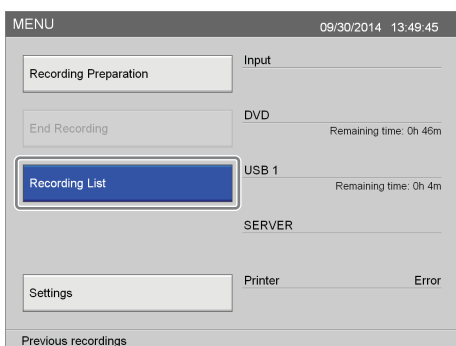 MENU 09/30/2014 13:49:45
Recording Preparation
Input
End Recording
DVD
Remaining time: 0h 46m
Recording List
USB 1
Remaining time: 0h 4m
SERVER
Settings
Printer Error
Previous recordings